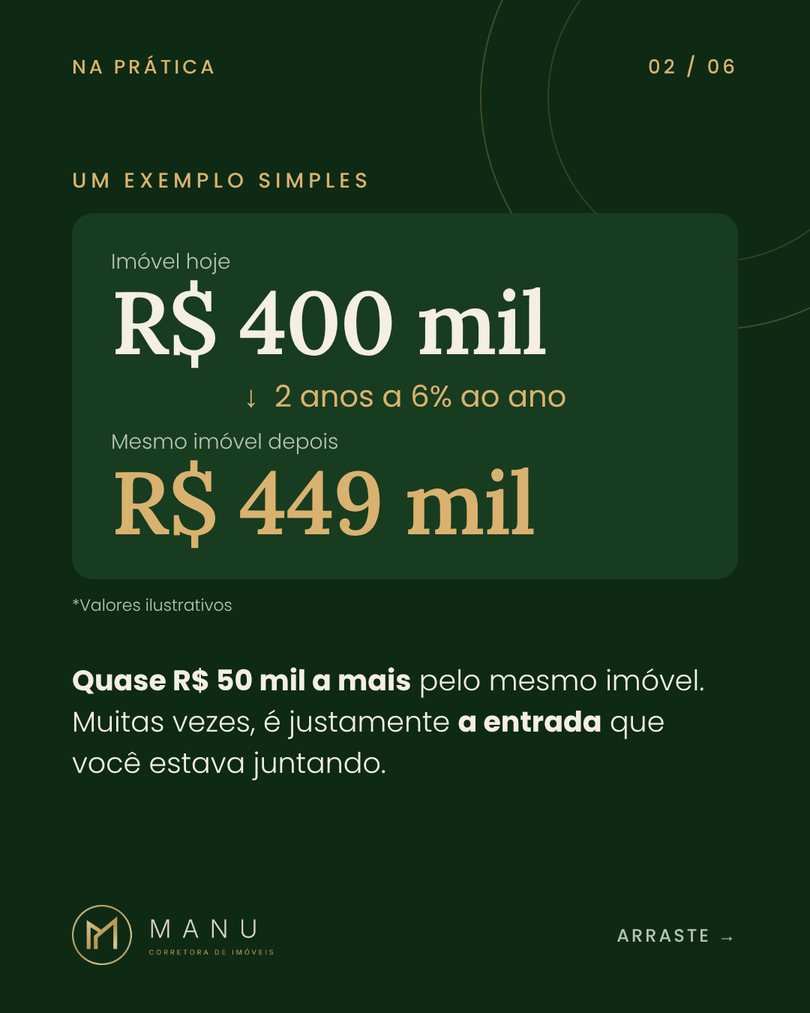 NA PRÁTICA
02 / 06
UM EXEMPLO SIMPLES
Imóvel hoje
R$ 400 mil
↓ 2 anos a 6% ao ano
Mesmo imóvel depois
R$ 449 mil
*Valores ilustrativos
Quase R$ 50 mil a mais pelo mesmo imóvel.
Muitas vezes, é justamente a entrada que
você estava juntando.
MANU
CORRETORA DE IMÓVEIS
ARRASTE →